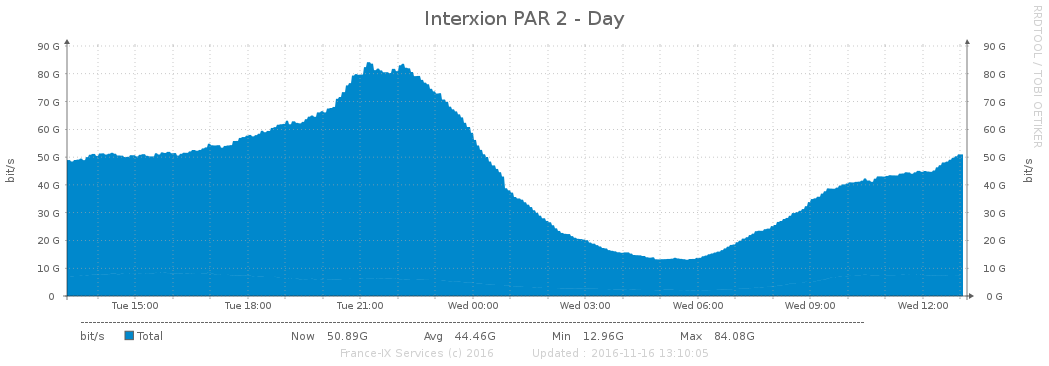 Interxion PAR 2 - Day
RRDTOOL / TOBI OETIKER
90 G 90 G
80 G 80 G
70 G 70 G
60 G 60 G
50 G 50 G
40 G 40 G
30 G 30 G
20 G 20 G
10 G 10 G
0 0 G
bit/s
bit/s
Tue 15:00 Tue 18:00 Tue 21:00 Wed 00:00 Wed 03:00 Wed 06:00 Wed 09:00 Wed 12:00
bit/s Total Now 50.89G Avg 44.46G Min 12.96G Max 84.08G
France-IX Services (c) 2016 Updated : 2016-11-16 13:10:05